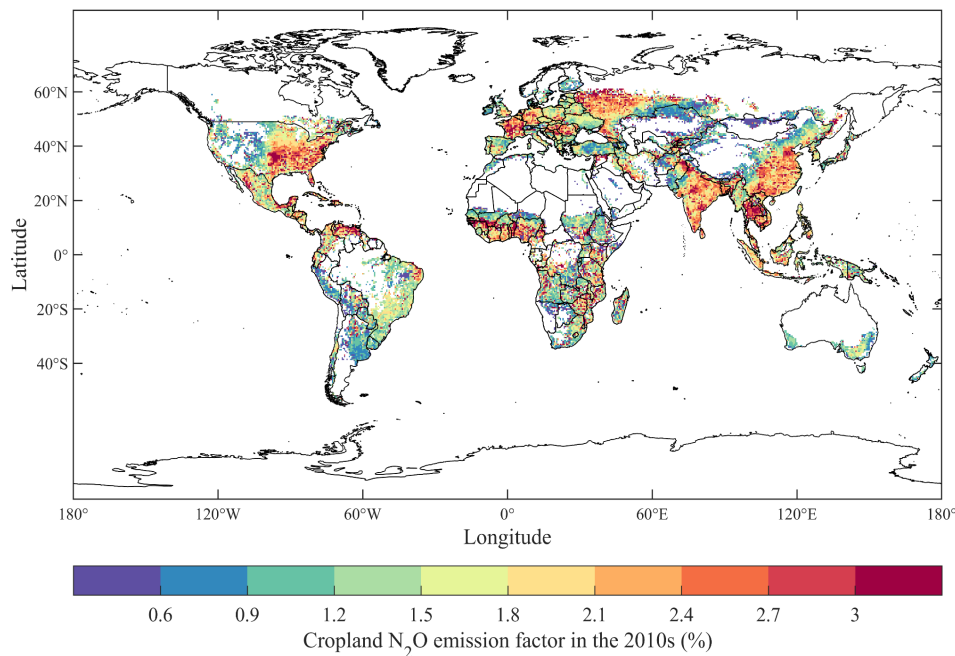 60°N
40°N
20°N
0°
20°S
40°S
Latitude
180°
120°W
60°W
0°
60°E
120°E
180°
Longitude
0.6
0.9
1.2
1.5
1.8
2.1
2.4
2.7
3
Cropland N₂O emission factor in the 2010s (%)